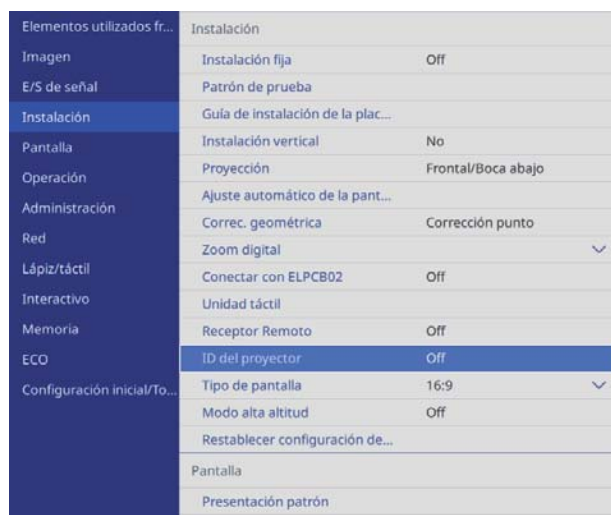 Elementos utilizados fr...
Imagen
E/S de señal
Instalación
Pantalla
Operación
Administración
Red
Lápiz/táctil
Interactivo
Memoria
ECO
Configuración inicial/To...
Instalación
Instalación fija Off
Patrón de prueba
Guía de instalación de la plac...
Instalación vertical No
Proyección Frontal/Boca abajo
Ajuste automático de la pant...
Correc. geométrica Corrección punto
Zoom digital
Conectar con ELPCB02 Off
Unidad táctil
Receptor Remoto Off
ID del proyector Off
Tipo de pantalla 16:9
Modo alta altitud Off
Restablecer configuración de...
Pantalla
Presentación patrón